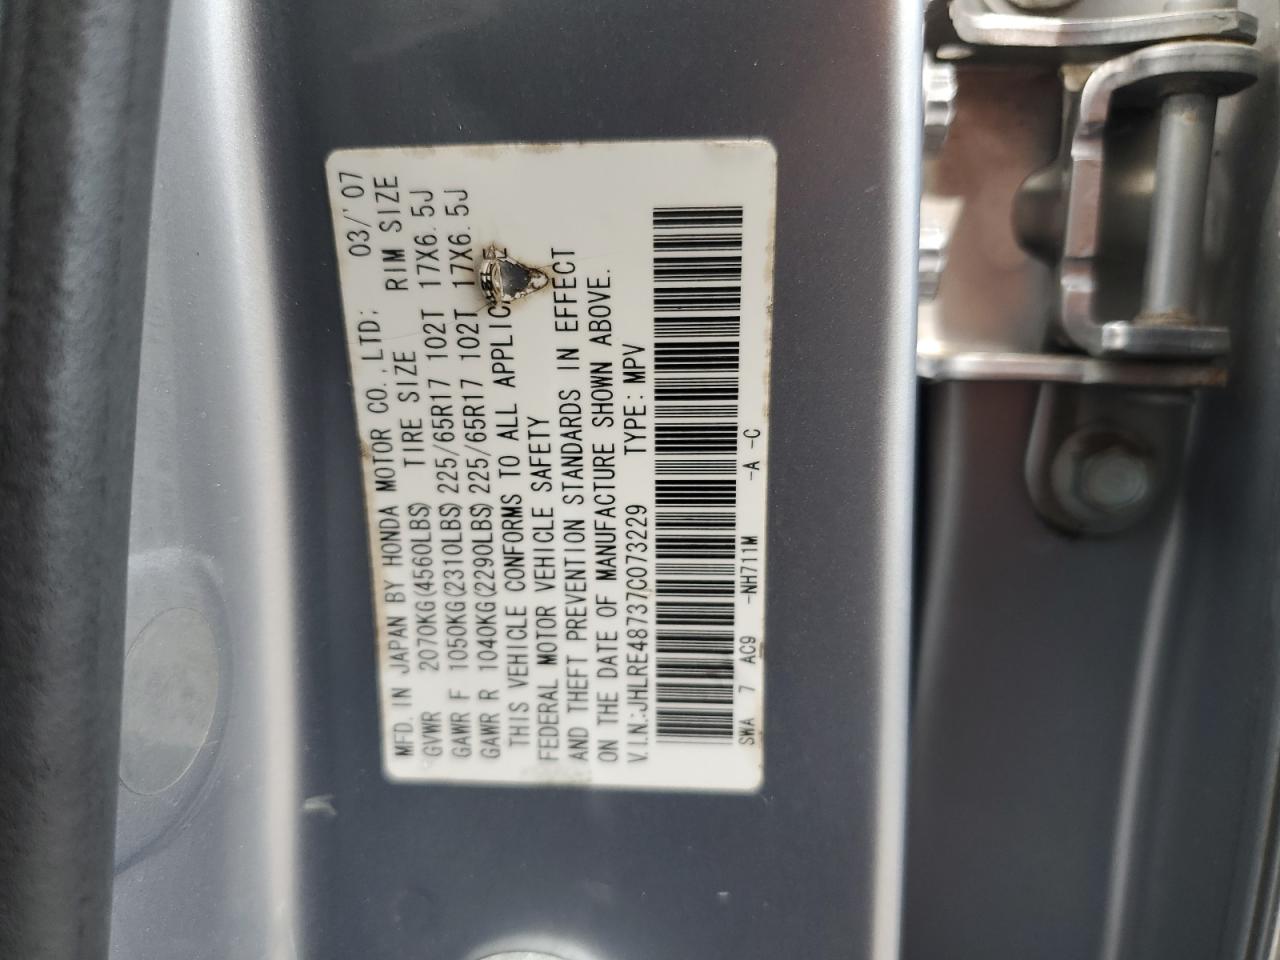 MFD. IN JAPAN BY HONDA MOTOR CO., LTD. 03/'07
GVWR 2070KG(4560LBS) TIRE SIZE RIM SIZE
GAWR F 1050KG(2310LBS) 225/65R17 102T 17X6.5J
GAWR R 1040KG(2290LBS) 225/65R17 102T 17X6.5J
THIS VEHICLE CONFORMS TO ALL
FEDERAL MOTOR VEHICLE SAFETY
AND THEFT PREVENTION STANDARDS IN EFFECT
ON THE DATE OF MANUFACTURE SHOWN ABOVE.
V.I.N.:JHLRE48737C073229 TYPE: MPV
SWA 7 AC9 -NH711M -A -C